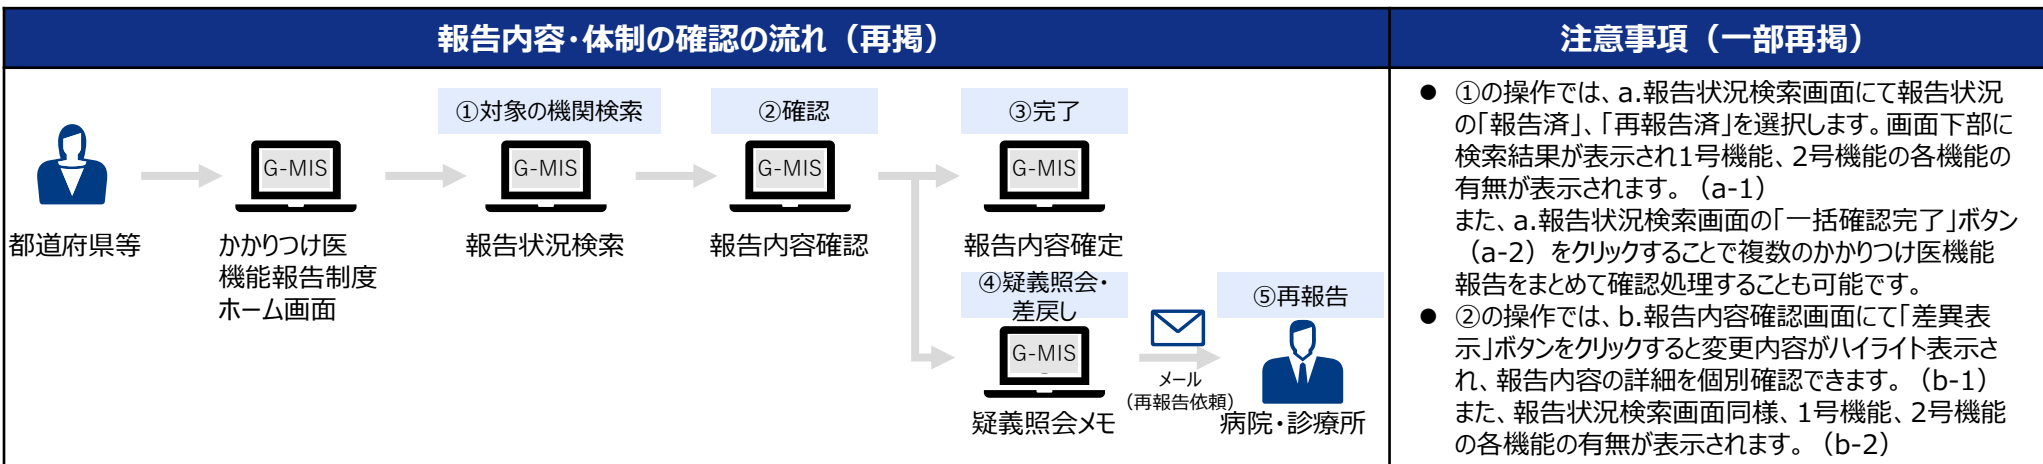 報告内容・体制の確認の流れ（再掲）
注意事項（一部再掲）
①対象の機関検索
②確認
③完了
G-MIS
G-MIS
G-MIS
G-MIS
都道府県等
かかりつけ医
機能報告制度
ホーム画面
報告状況検索
報告内容確認
報告内容確定
④疑義照会・
差戻し
⑤再報告
G-MIS
メール
（再報告依頼）
疑義照会メモ
病院・診療所
● ①の操作では、a.報告状況検索画面にて報告状況
の「報告済」、「再報告済」を選択します。画面下部に
検索結果が表示され1号機能、2号機能の各機能の
有無が表示されます。（a-1）
また、a.報告状況検索画面の「一括確認完了」ボタン
（a-2）をクリックすることで複数のかかりつけ医機能
報告をまとめて確認処理することも可能です。
● ②の操作では、b.報告内容確認画面にて「差異表
示」ボタンをクリックすると変更内容がハイライト表示さ
れ、報告内容の詳細を個別確認できます。（b-1）
また、報告状況検索画面同様、1号機能、2号機能
の各機能の有無が表示されます。（b-2）